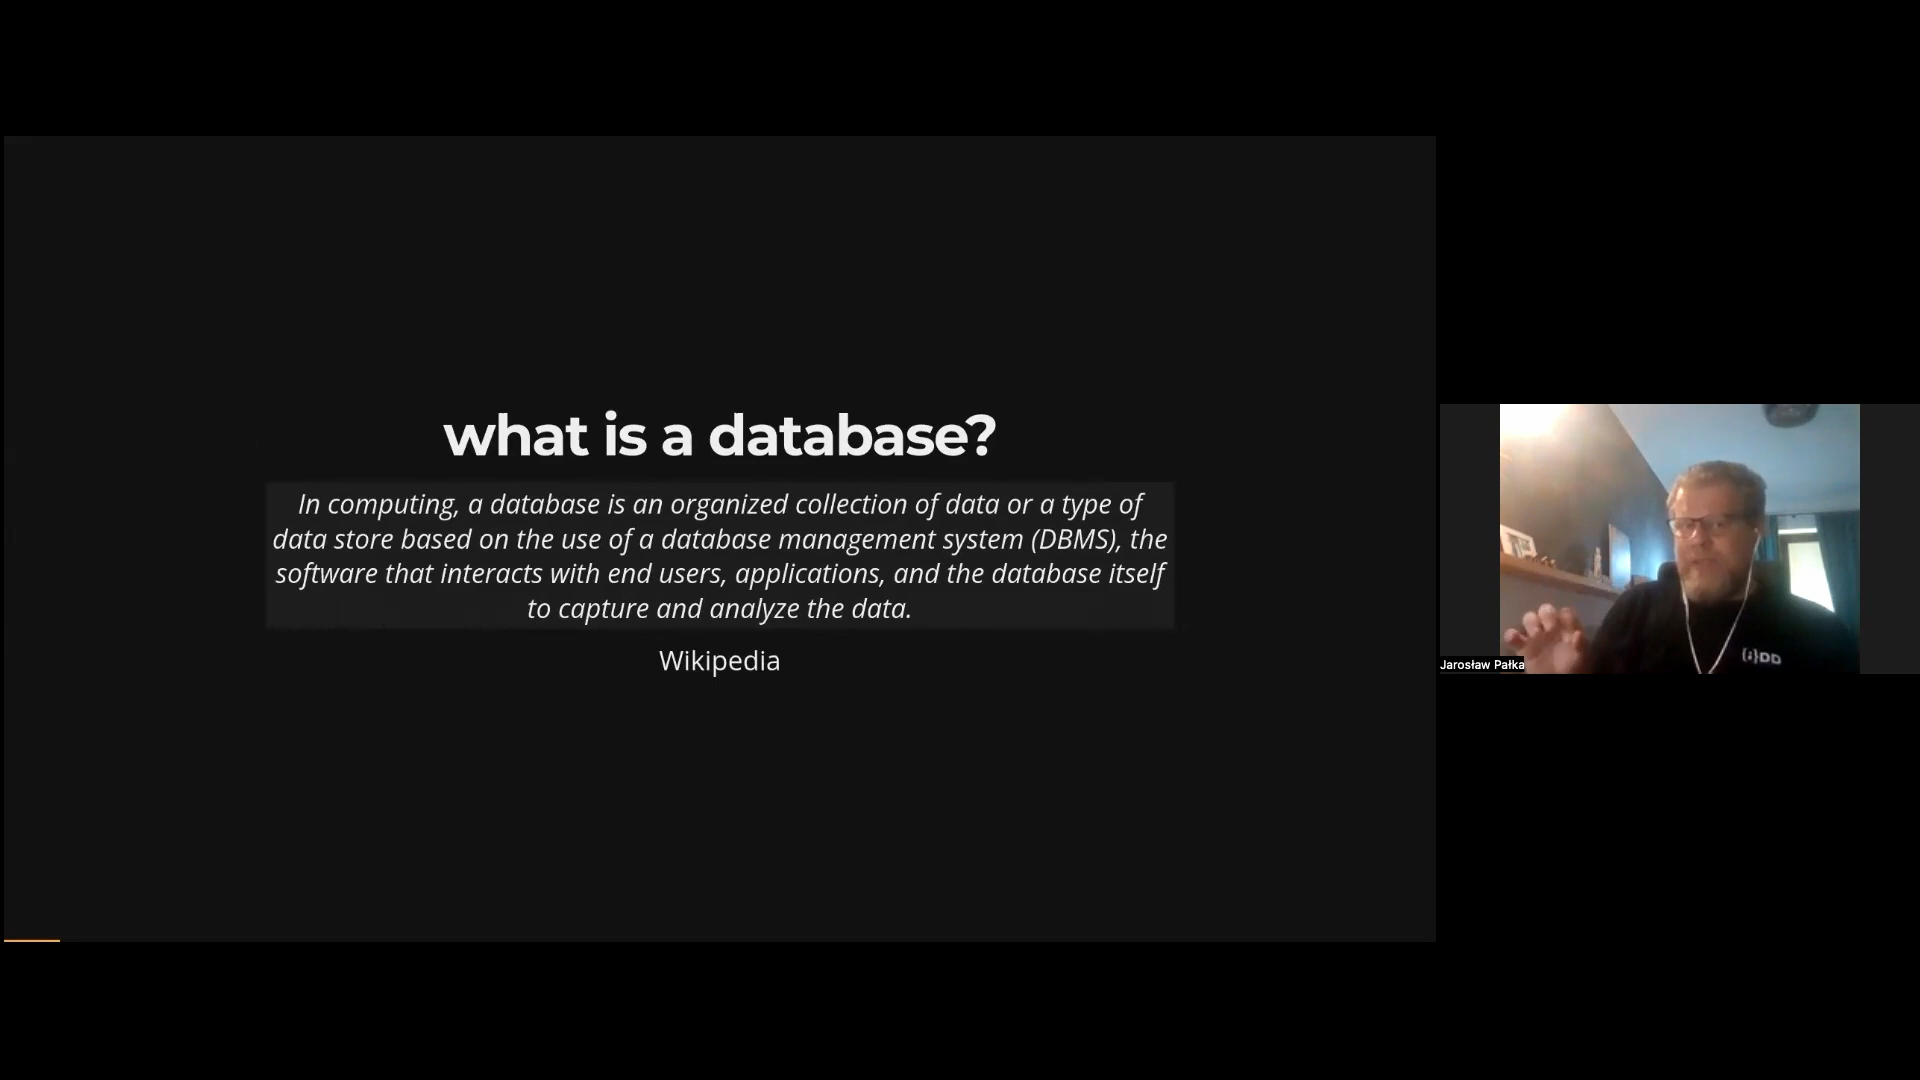 what is a database?
In computing, a database is an organized collection of data or a type of
data store based on the use of a database management system (DBMS), the
software that interacts with end users, applications, and the database itself
to capture and analyze the data.
Wikipedia
Jarosław Pałka
{;}DD